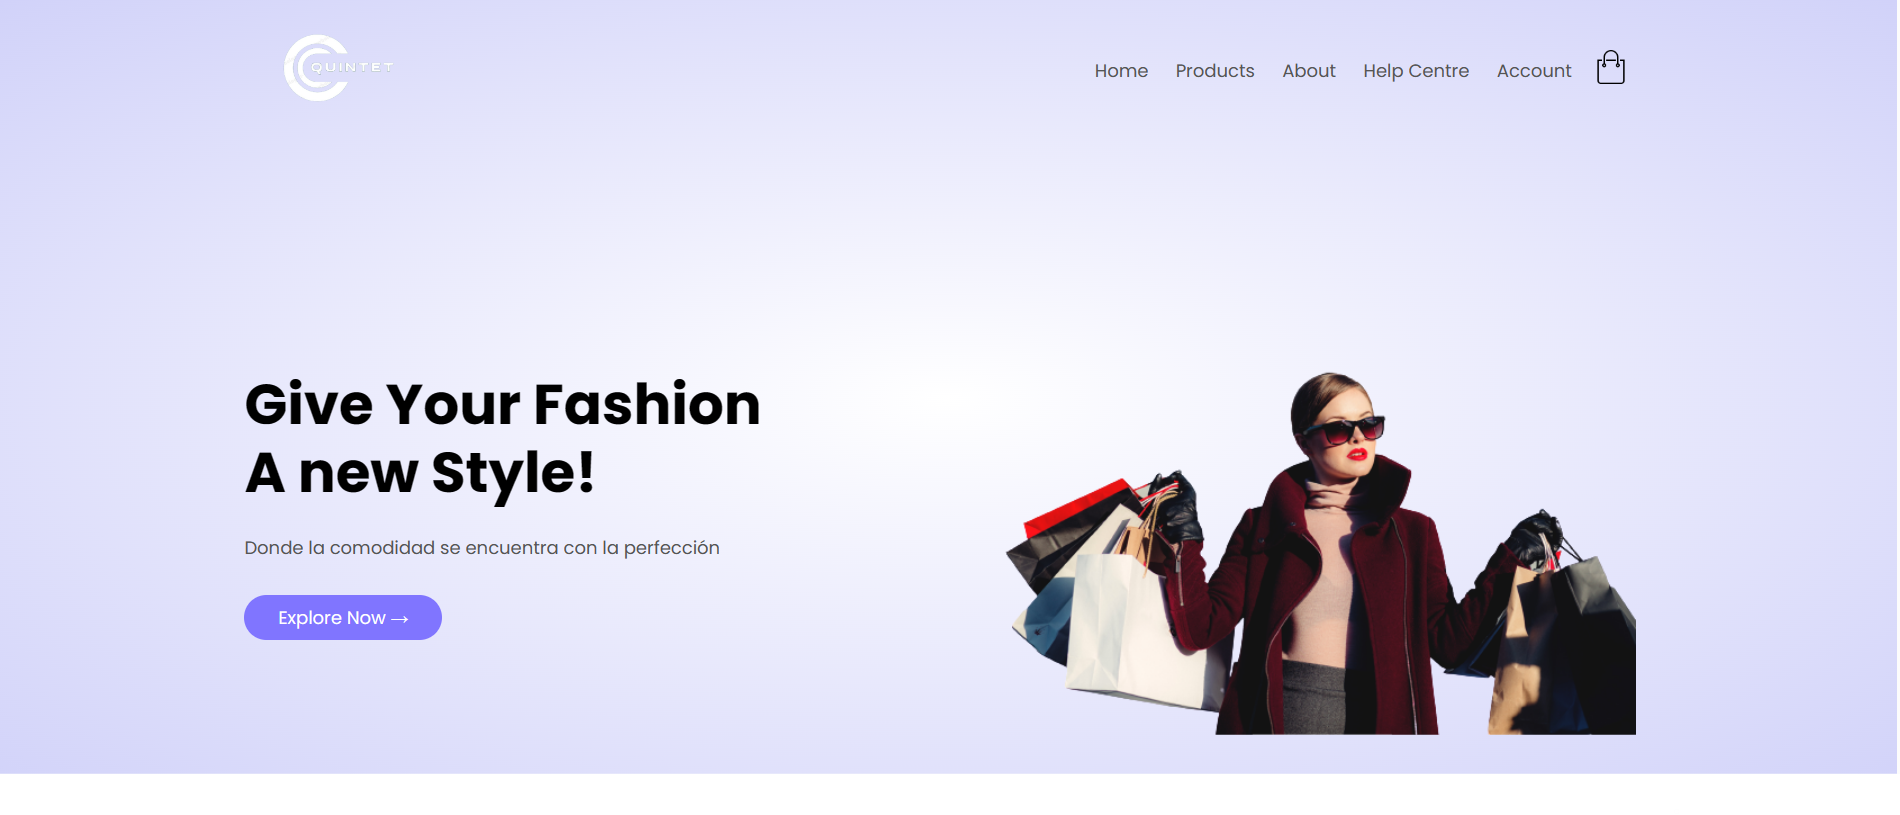 QUINTET
Home Products About Help Centre Account
Give Your Fashion
A new Style!
Donde la comodidad se encuentra con la perfección
Explore Now →